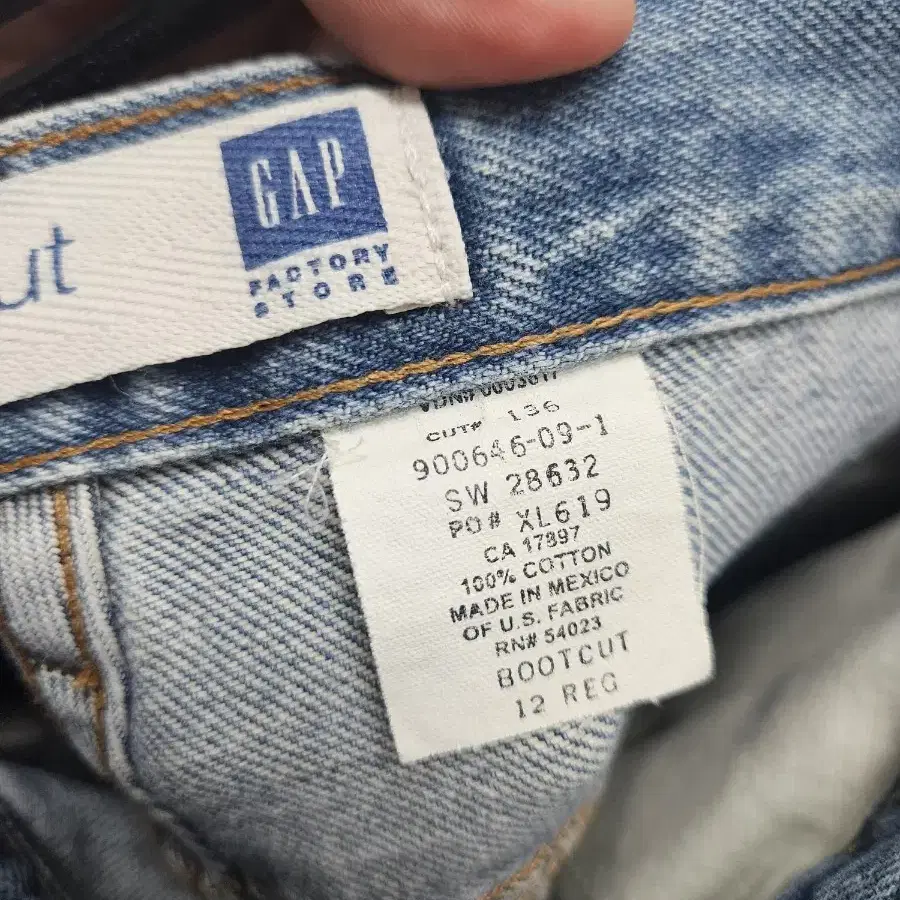 GAP
FACTORY
STORE
ut
CUT# 136
900646-09-1
SW 28632
PO# XL619
CA 17897
100% COTTON
MADE IN MEXICO
OF U.S. FABRIC
RN# 54023
BOOTCUT
12 REG